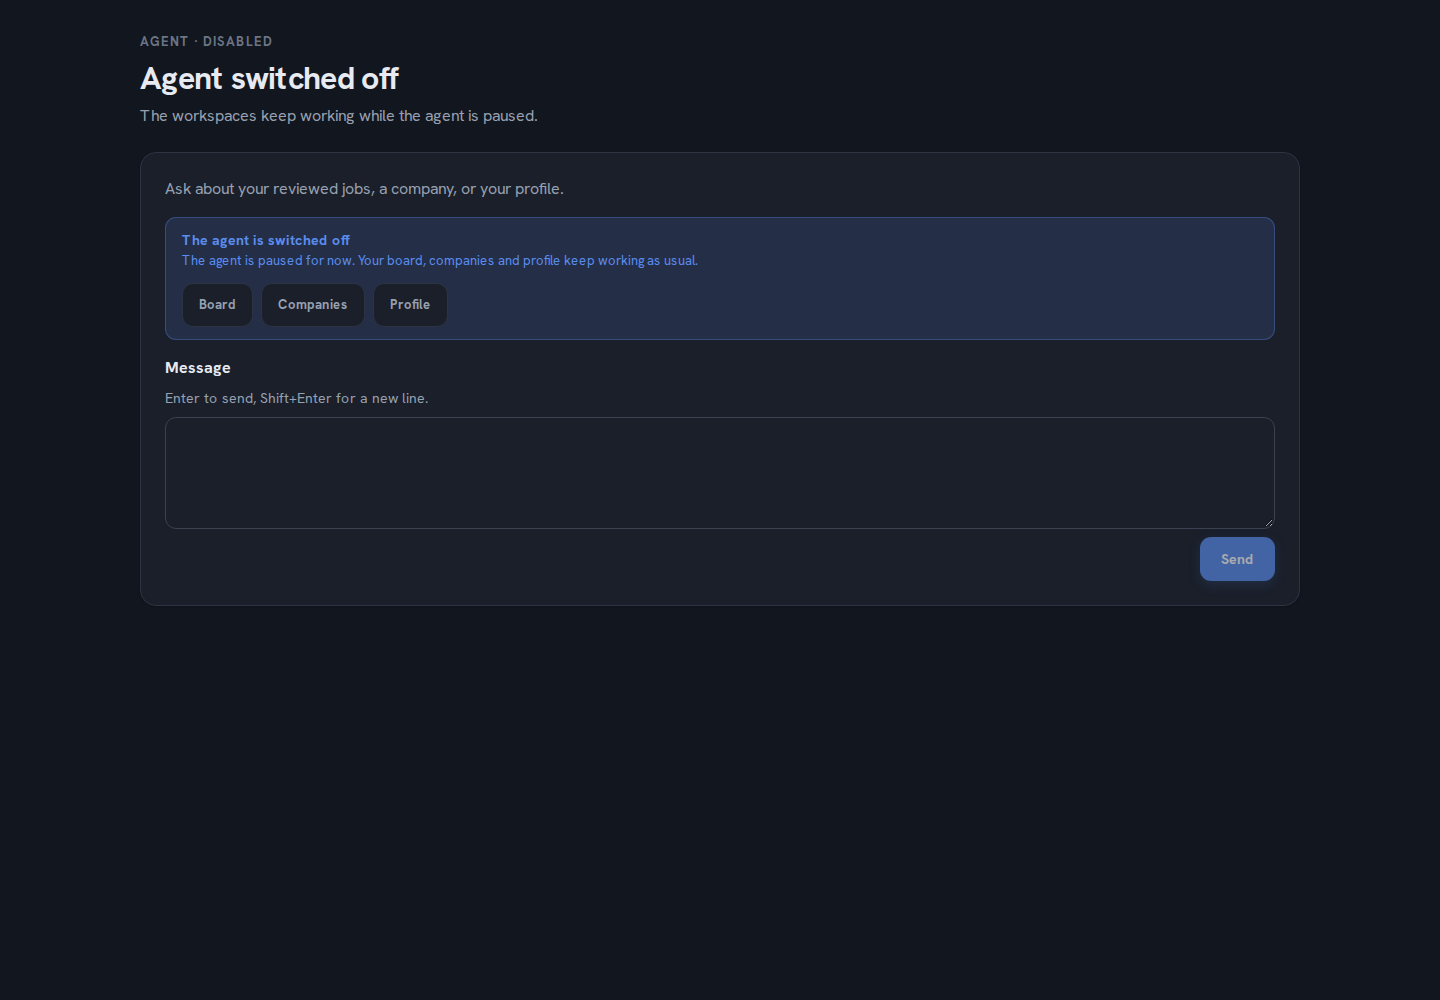 AGENT · DISABLED
Agent switched off
The workspaces keep working while the agent is paused.
Ask about your reviewed jobs, a company, or your profile.
The agent is switched off
The agent is paused for now. Your board, companies and profile keep working as usual.
Board Companies Profile
Message
Enter to send, Shift+Enter for a new line.
Send